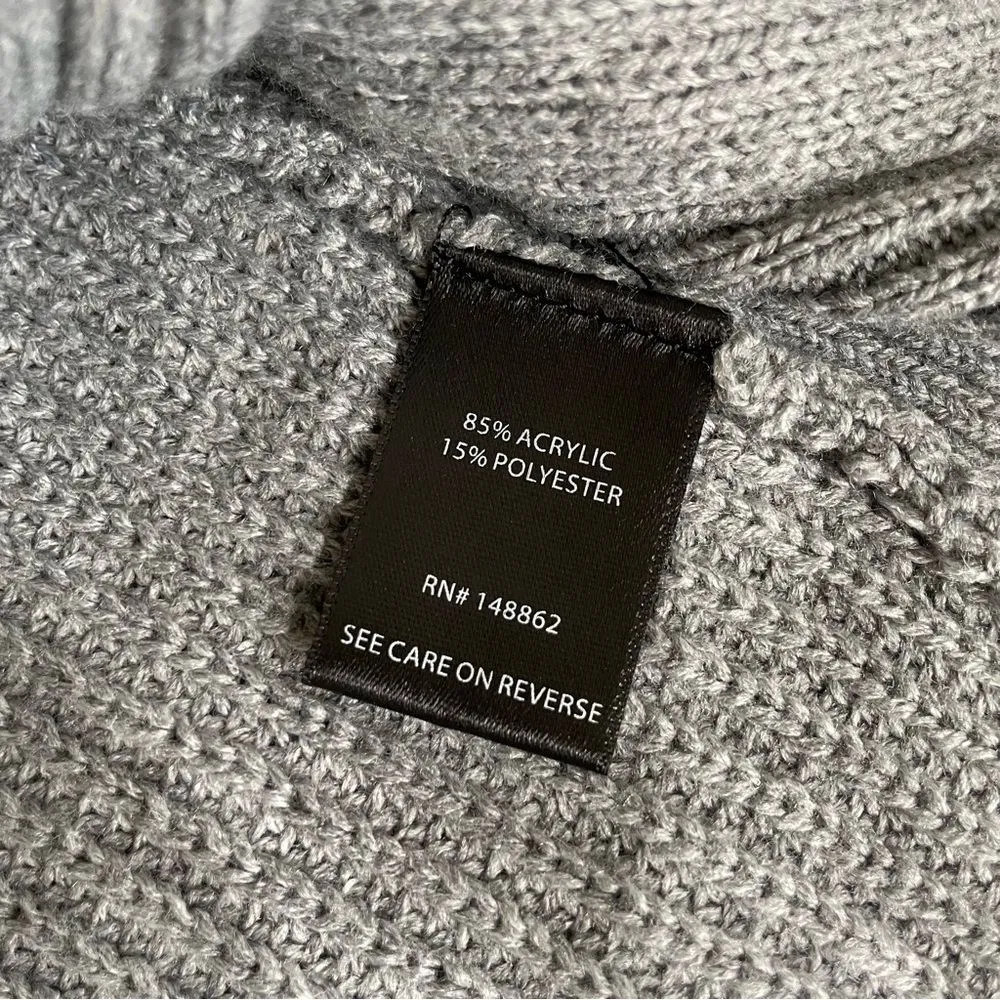 85% ACRYLIC
15% POLYESTER
RN# 148862
SEE CARE ON REVERSE